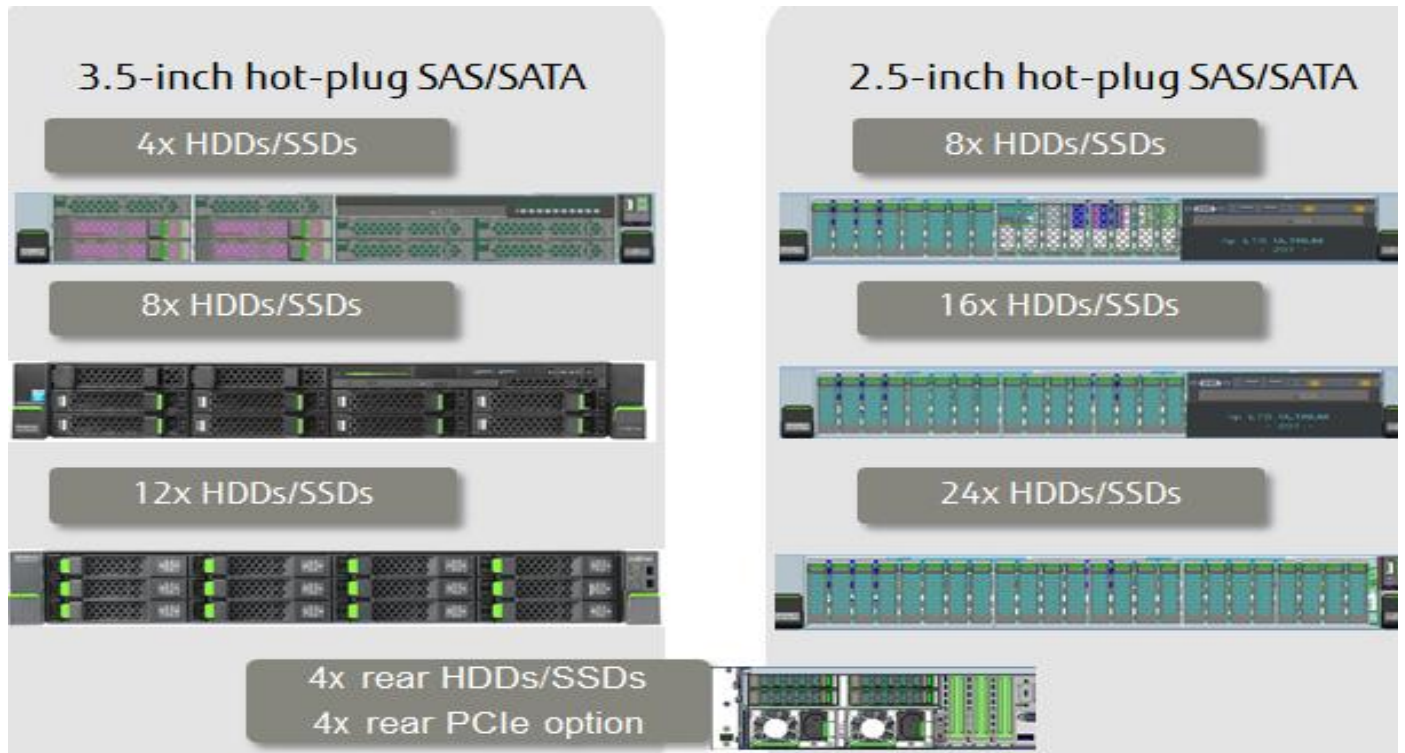 3.5-inch hot-plug SAS/SATA
4x HDDs/SSDs
8x HDDs/SSDs
12x HDDs/SSDs
2.5-inch hot-plug SAS/SATA
8x HDDs/SSDs
16x HDDs/SSDs
24x HDDs/SSDs
4x rear HDDs/SSDs
4x rear PCIe option